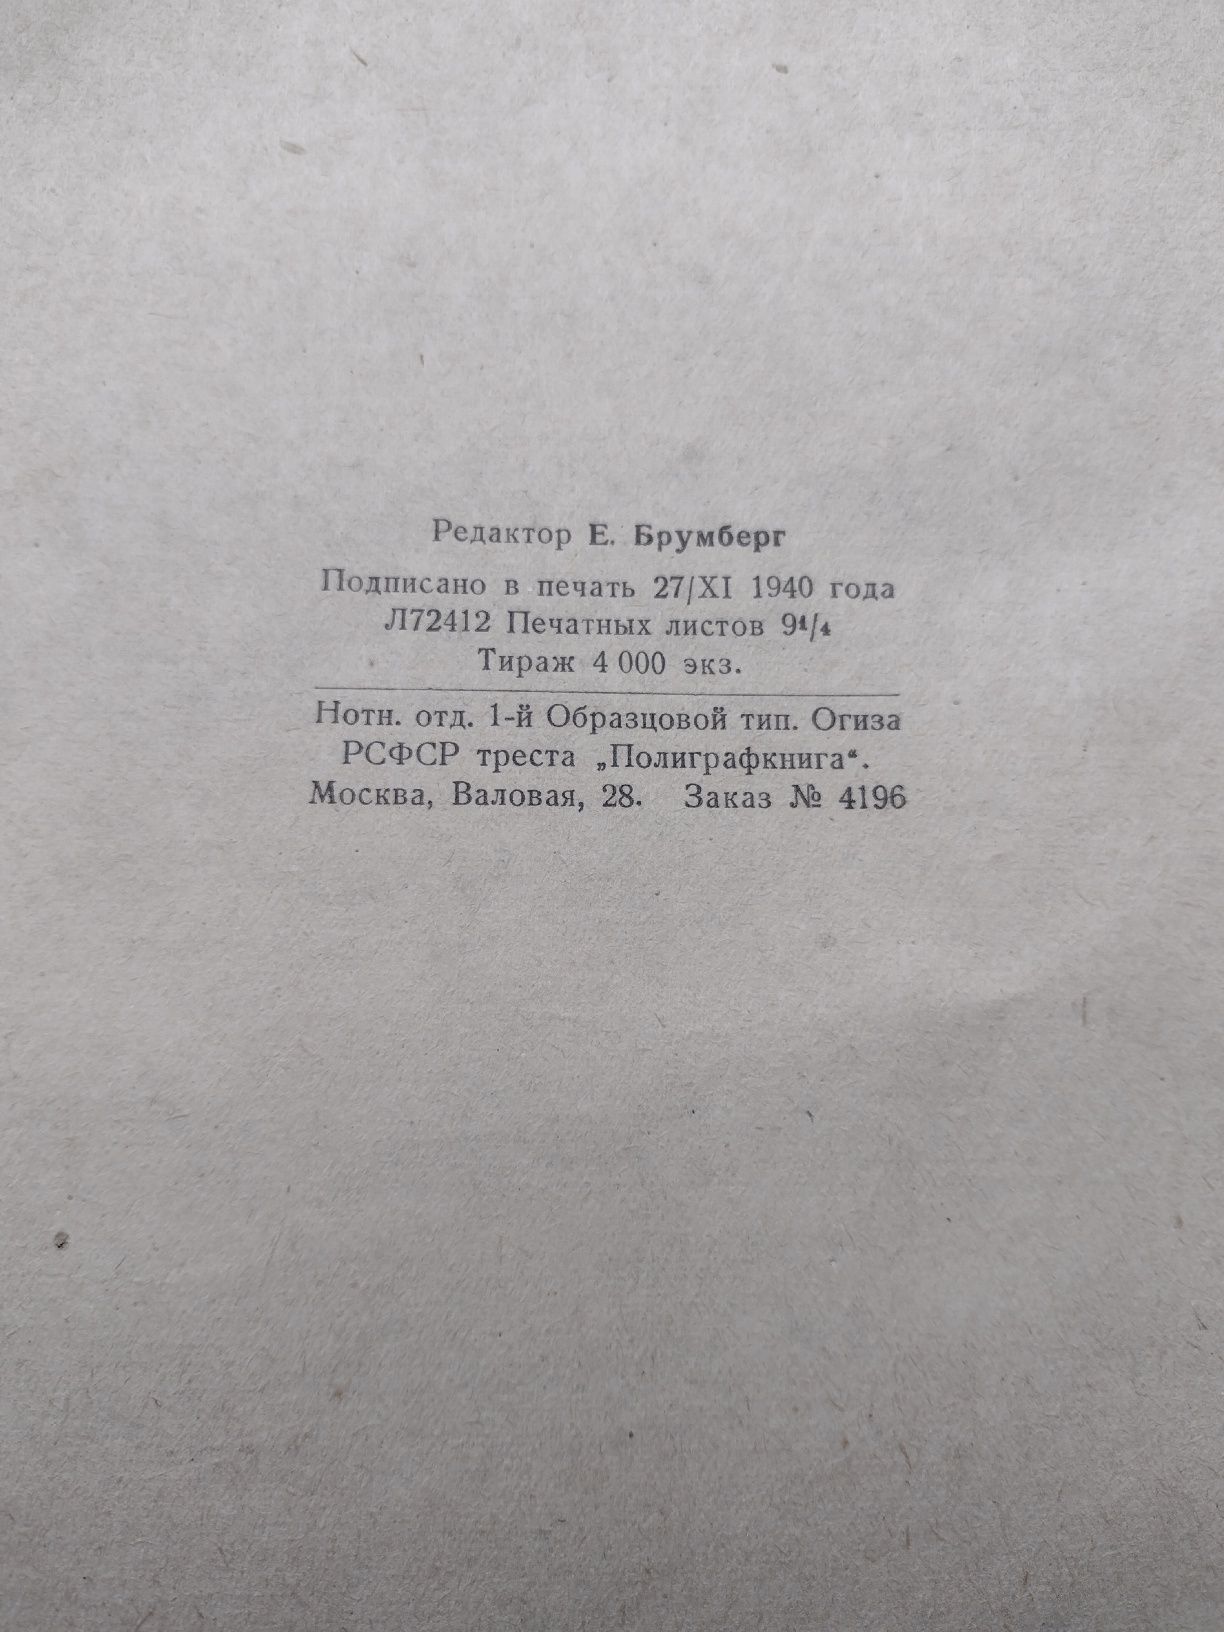 Редактор Е. Брумберг
Подписано в печать 27/XI 1940 года
Л72412 Печатных листов 9¹/₄
Тираж 4 000 экз.
Нотн. отд. 1-й Образцовой тип. Огиза
РСФСР треста „Полиграфкнига“.
Москва, Валовая, 28. Заказ № 4196